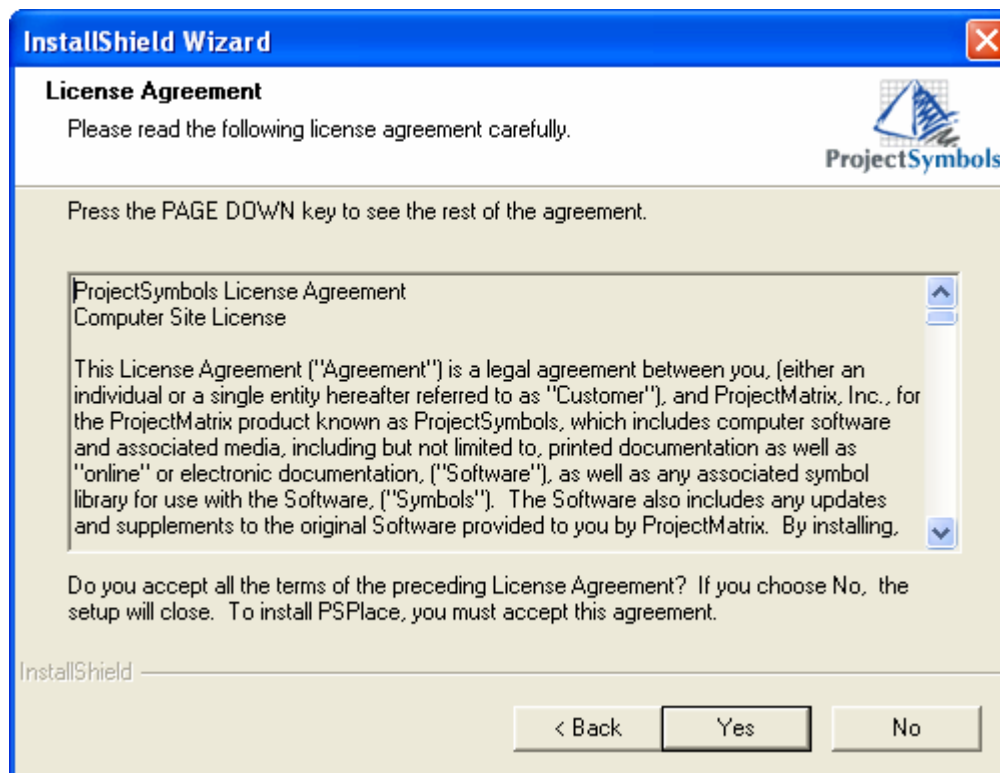 InstallShield Wizard
License Agreement
Please read the following license agreement carefully.
ProjectSymbols
Press the PAGE DOWN key to see the rest of the agreement.
ProjectSymbols License Agreement
Computer Site License
This License Agreement ("Agreement") is a legal agreement between you, (either an
individual or a single entity hereafter referred to as "Customer"), and ProjectMatrix, Inc., for
the ProjectMatrix product known as ProjectSymbols, which includes computer software
and associated media, including but not limited to, printed documentation as well as
"online" or electronic documentation, ("Software"), as well as any associated symbol
library for use with the Software, ("Symbols").  The Software also includes any updates
and supplements to the original Software provided to you by ProjectMatrix.  By installing,
Do you accept all the terms of the preceding License Agreement?  If you choose No,  the
setup will close.  To install PSPlace, you must accept this agreement.
InstallShield
< Back
Yes
No